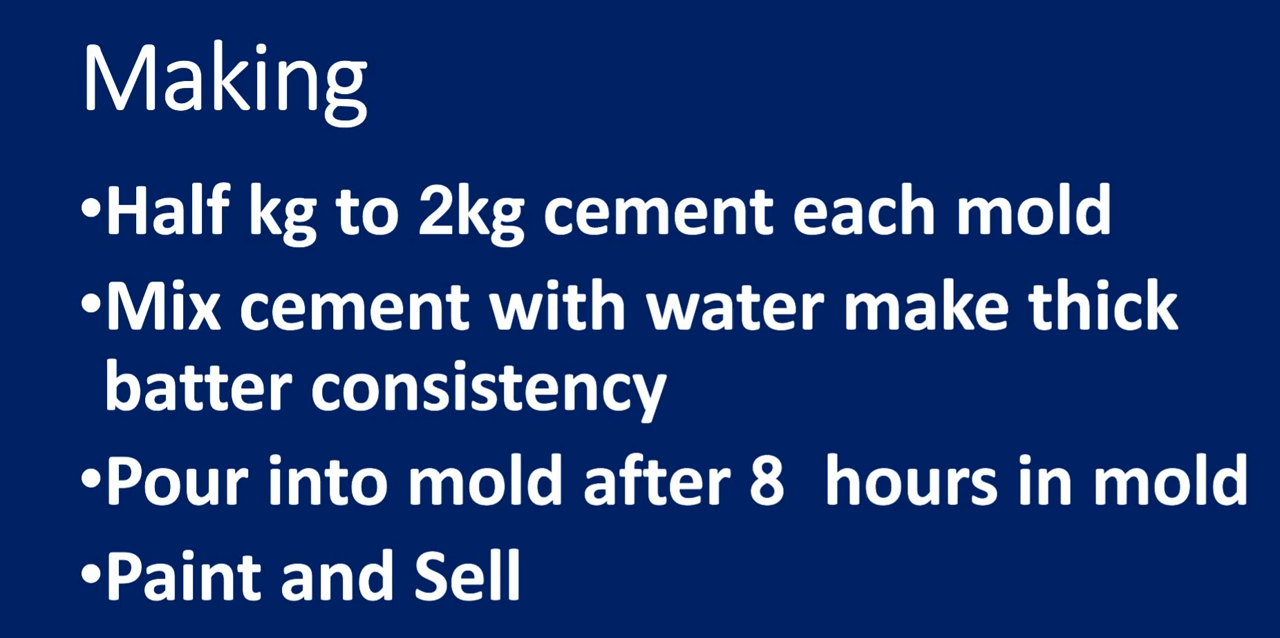 Making
•Half kg to 2kg cement each mold
•Mix cement with water make thick
batter consistency
•Pour into mold after 8 hours in mold
•Paint and Sell